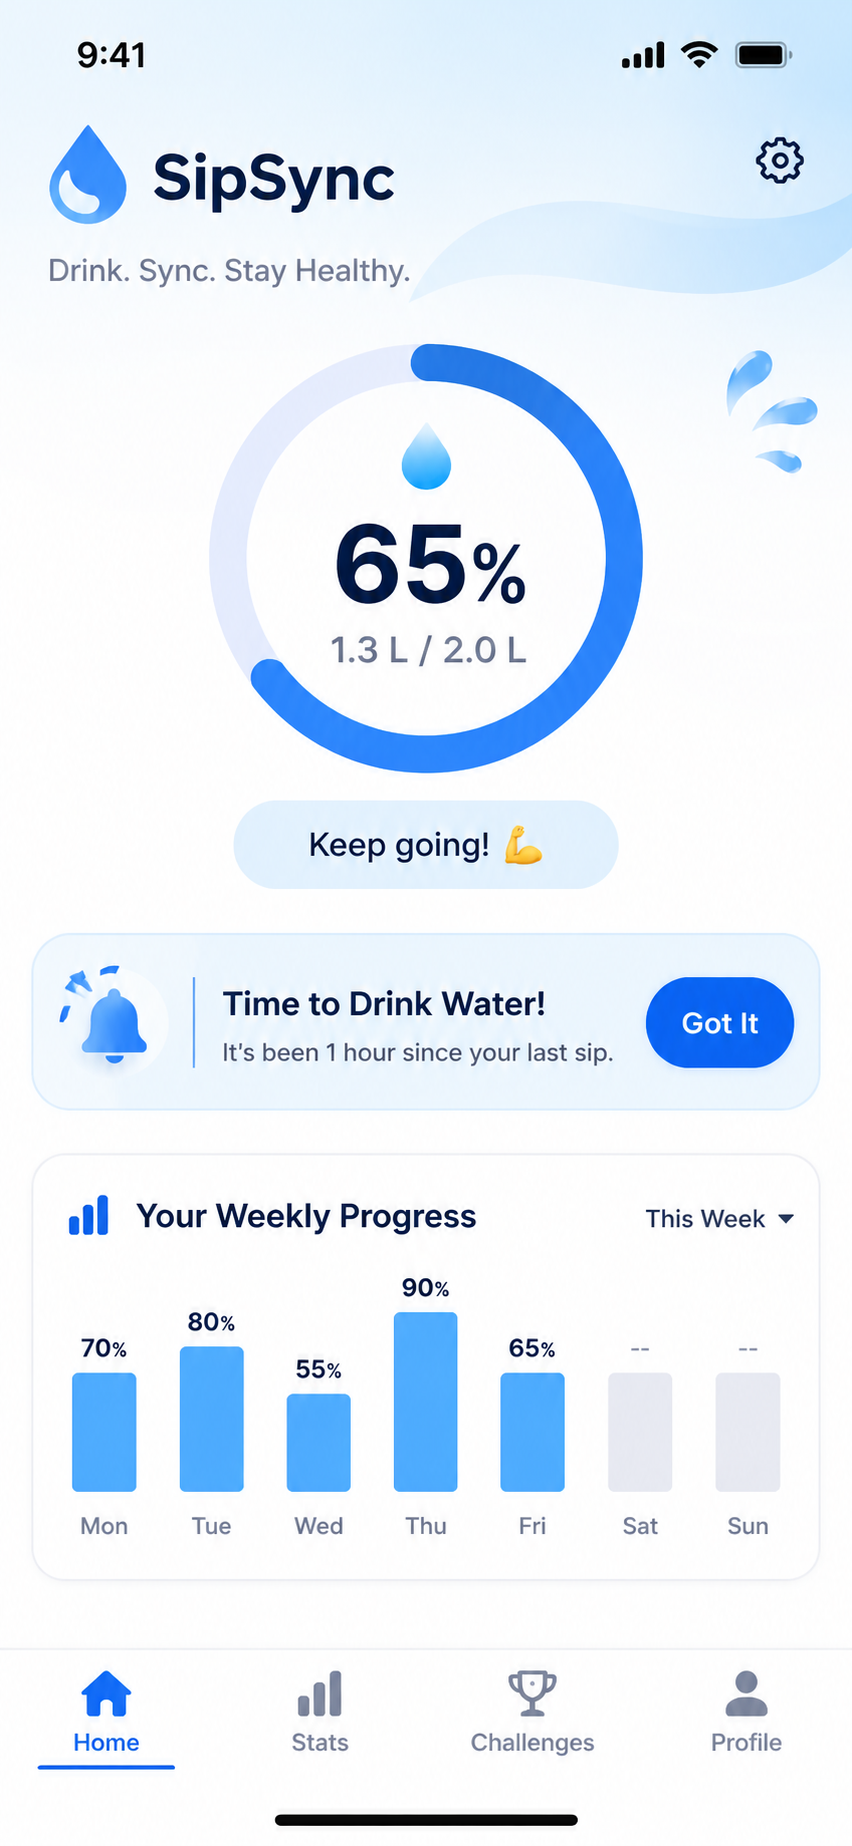 9:41
SipSync
Drink. Sync. Stay Healthy.
65%
1.3 L / 2.0 L
Keep going! 💪
Time to Drink Water!
It's been 1 hour since your last sip.
Got It
Your Weekly Progress
This Week
70% 80% 55% 90% 65% -- --
Mon Tue Wed Thu Fri Sat Sun
Home Stats Challenges Profile